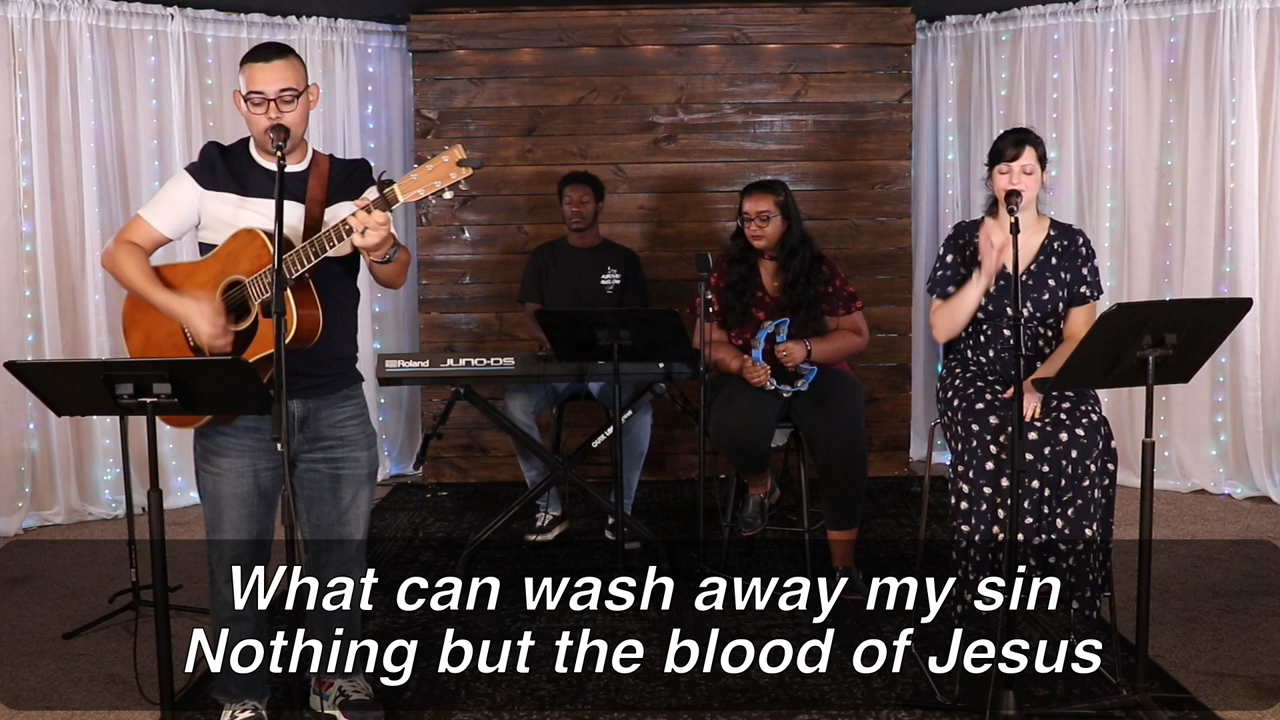 Roland JUNO-DS
What can wash away my sin
Nothing but the blood of Jesus